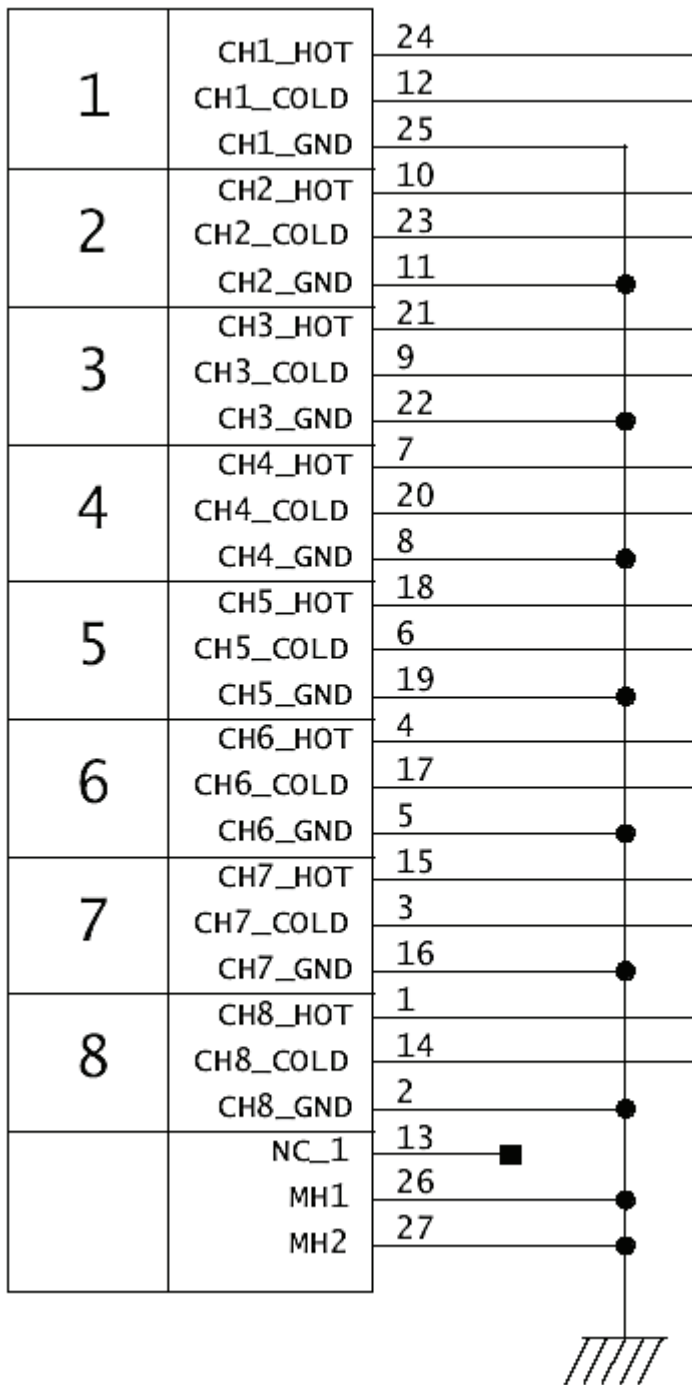 1
CH1_HOT 24
CH1_COLD 12
CH1_GND 25
2
CH2_HOT 10
CH2_COLD 23
CH2_GND 11
3
CH3_HOT 21
CH3_COLD 9
CH3_GND 22
4
CH4_HOT 7
CH4_COLD 20
CH4_GND 8
5
CH5_HOT 18
CH5_COLD 6
CH5_GND 19
6
CH6_HOT 4
CH6_COLD 17
CH6_GND 5
7
CH7_HOT 15
CH7_COLD 3
CH7_GND 16
8
CH8_HOT 1
CH8_COLD 14
CH8_GND 2
NC_1 13
MH1 26
MH2 27